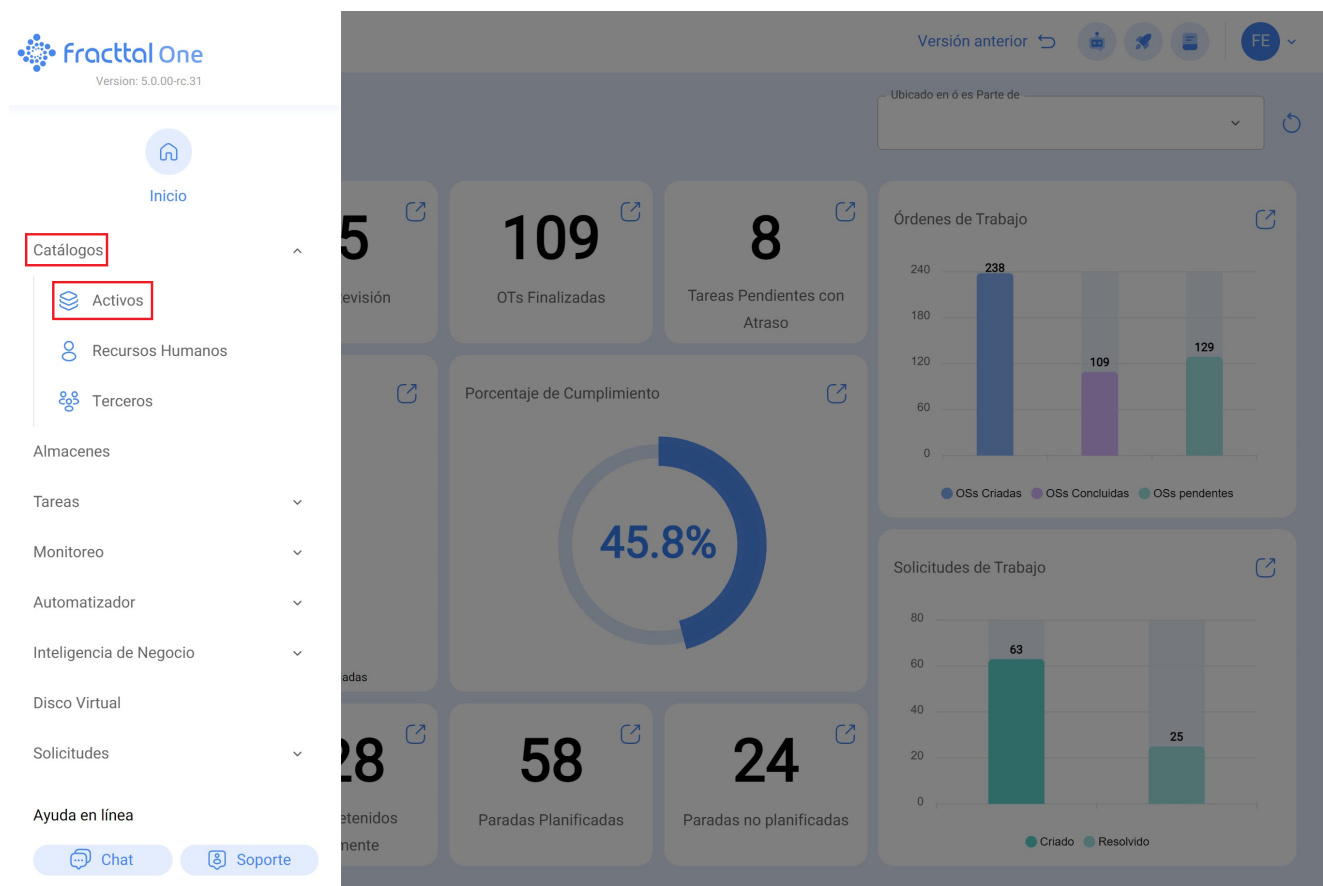 fracttal One
Version: 5.0.00-rc.31
Inicio
Catálogos
Activos
Recursos Humanos
Terceros
Almacenes
Tareas
Monitoreo
Automatizador
Inteligencia de Negocio
Disco Virtual
Solicitudes
Ayuda en línea
Chat
Soporte
Versión anterior
FE
Ubicado en ó es Parte de
5
evisión
109
OTs Finalizadas
8
Tareas Pendientes con
Atraso
Órdenes de Trabajo
240
180
120
60
0
238
109
129
OSs Criadas
OSs Concluidas
OSs pendentes
adas
Porcentaje de Cumplimiento
45.8%
Solicitudes de Trabajo
80
60
40
20
0
63
25
Criado
Resolvido
28
etenidos
mente
58
Paradas Planificadas
24
Paradas no planificadas